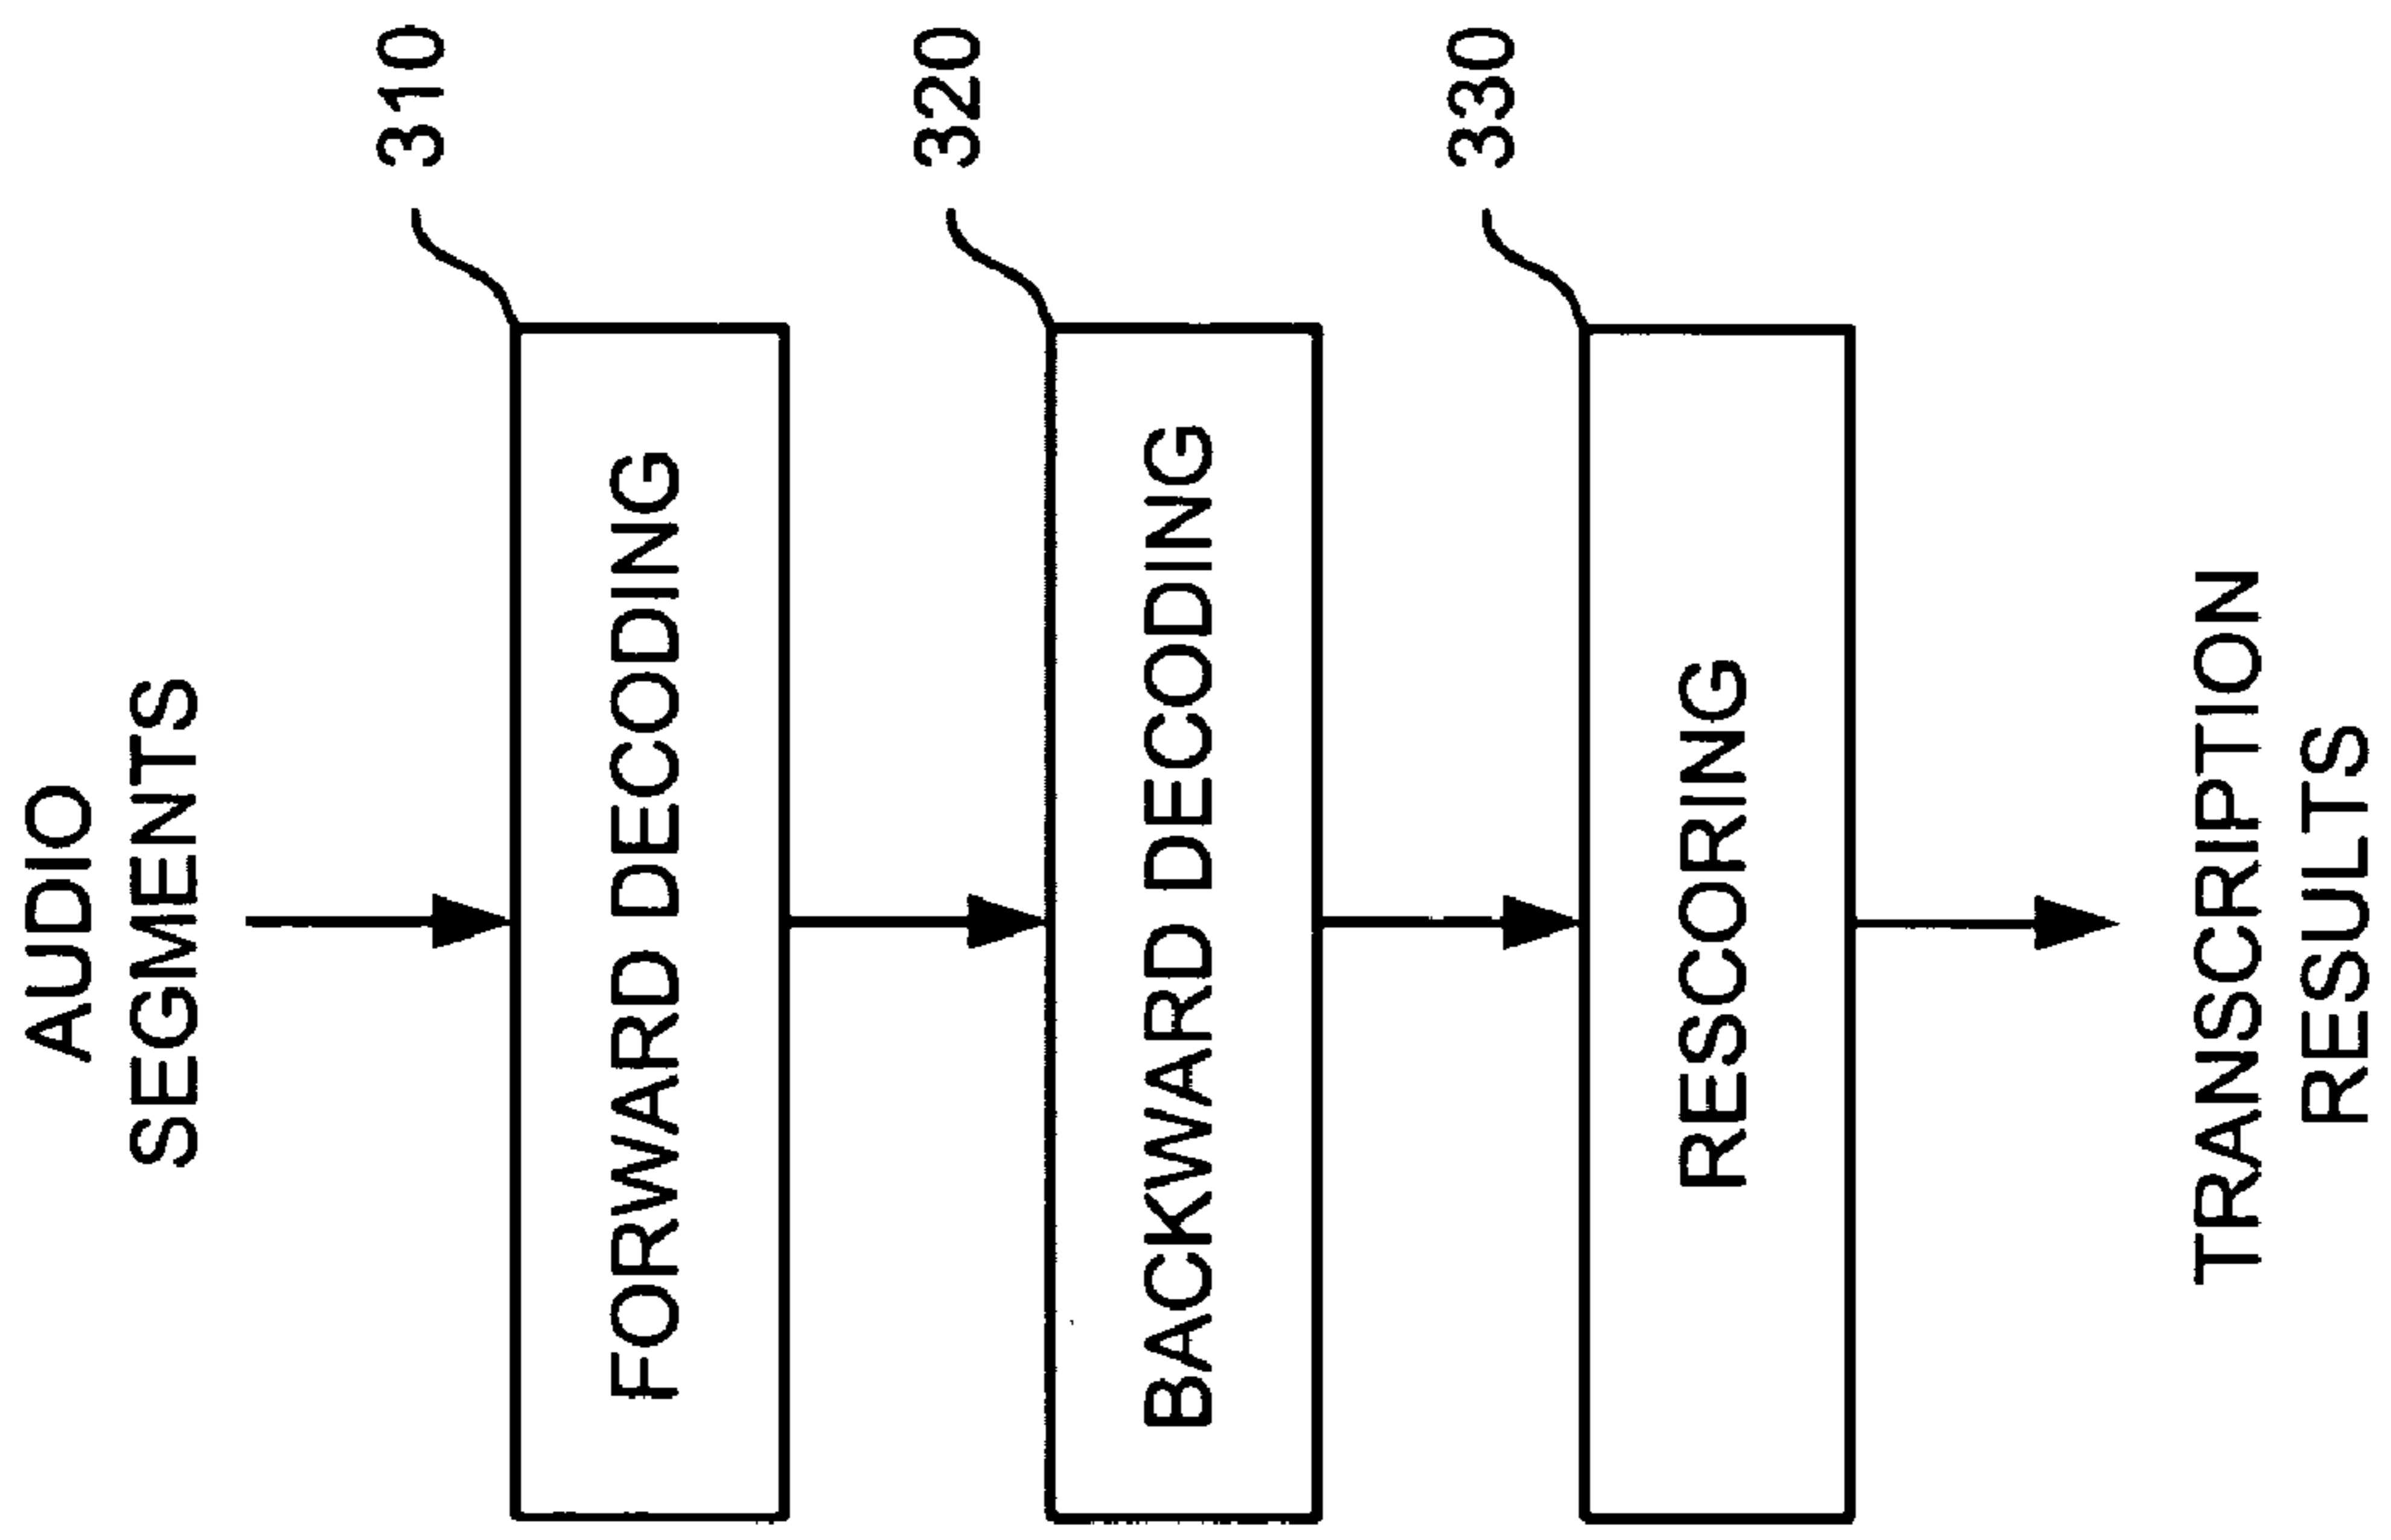 AUDIO
SEGMENTS
310
FORWARD DECODING
320
BACKWARD DECODING
330
RESCORING
TRANSCRIPTION
RESULTS